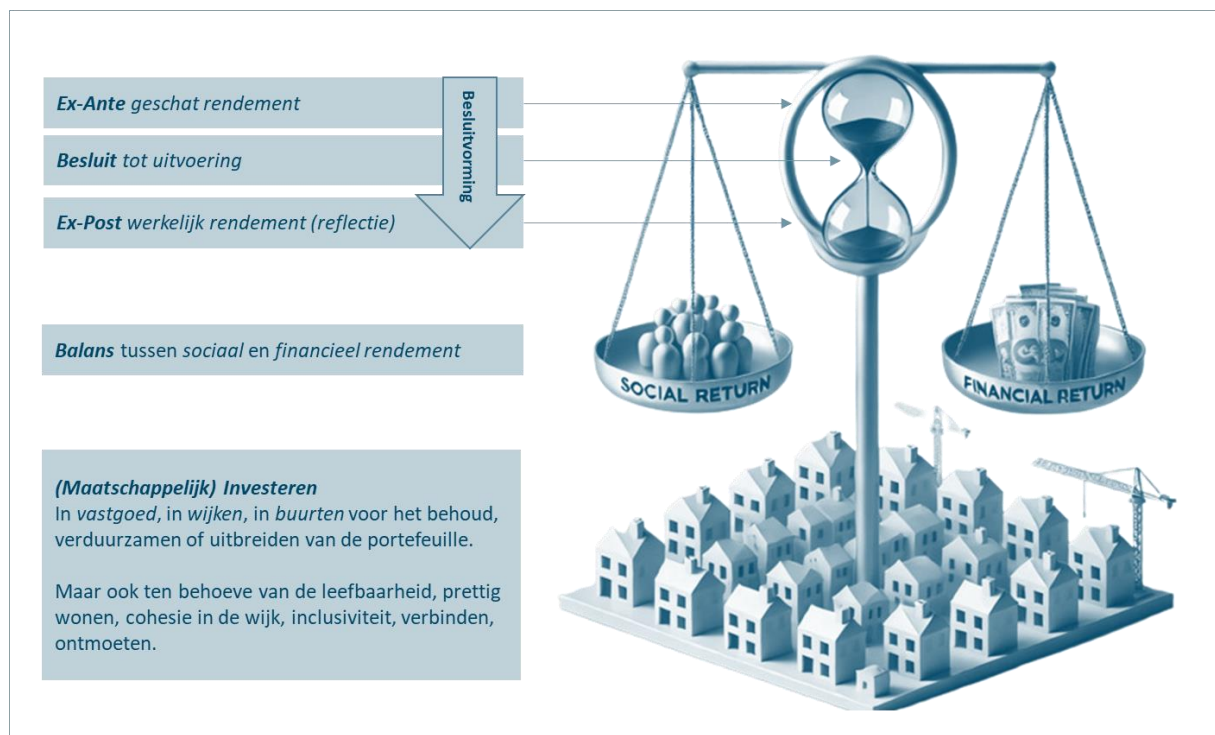 Ex-Ante geschat rendement
Besluit tot uitvoering
Ex-Post werkelijk rendement (reflectie)
Besluitvorming
Balans tussen sociaal en financieel rendement
(Maatschappelijk) Investeren
In vastgoed, in wijken, in buurten voor het behoud,
verduurzamen of uitbreiden van de portefeuille.
Maar ook ten behoeve van de leefbaarheid, prettig
wonen, cohesie in de wijk, inclusiviteit, verbinden,
ontmoeten.
SOCIAL RETURN
FINANCIAL RETURN